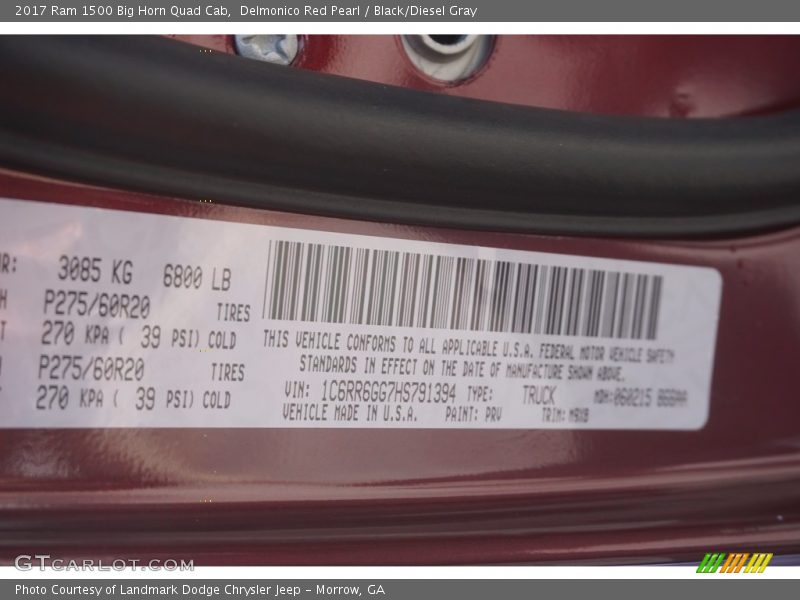 2017 Ram 1500 Big Horn Quad Cab, Delmonico Red Pearl / Black/Diesel Gray
3085 KG 6800 LB
P275/60R20 TIRES
270 KPA ( 39 PSI) COLD
P275/60R20 TIRES
270 KPA ( 39 PSI) COLD
THIS VEHICLE CONFORMS TO ALL APPLICABLE U.S.A. FEDERAL MOTOR VEHICLE SAFETY
STANDARDS IN EFFECT ON THE DATE OF MANUFACTURE SHOWN ABOVE.
VIN: 1C6RR6GG7HS791394 TYPE: TRUCK MDH:060215
VEHICLE MADE IN U.S.A. PAINT: PRV TRIM:
GTCARLOT.COM
Photo Courtesy of Landmark Dodge Chrysler Jeep – Morrow, GA